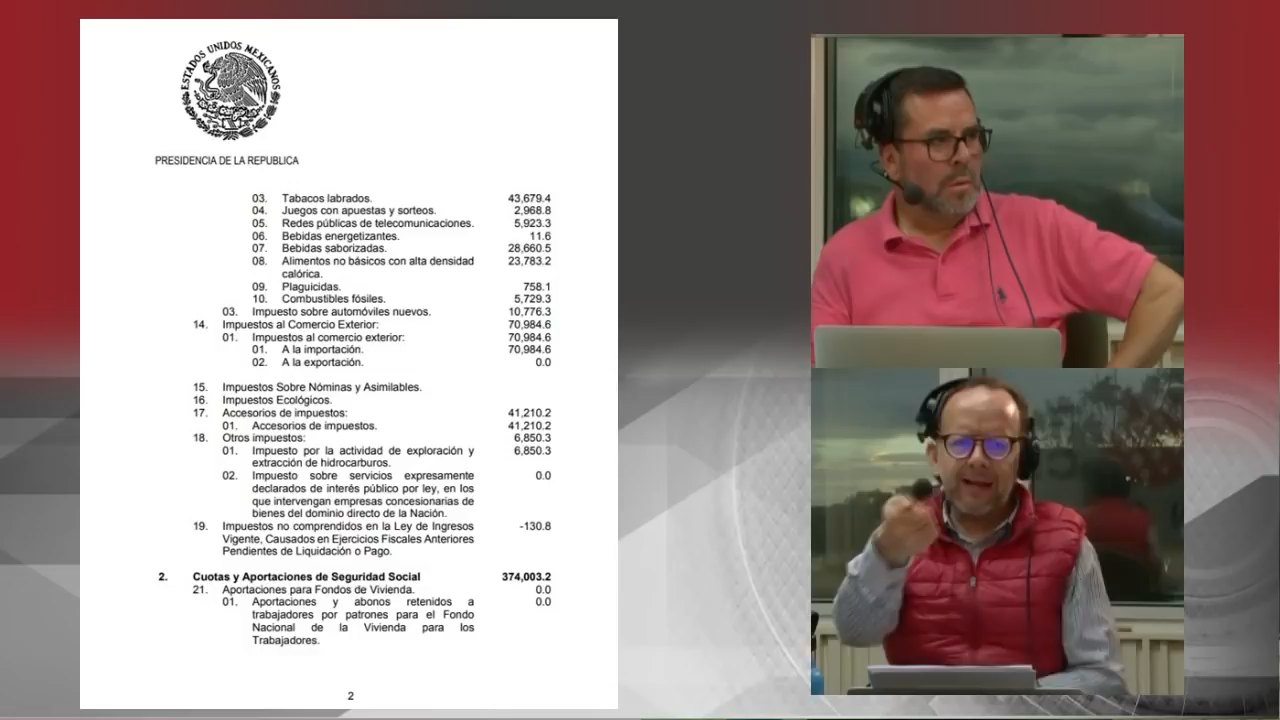 ESTADOS UNIDOS MEXICANOS
PRESIDENCIA DE LA REPUBLICA
03. Tabacos labrados. 43,679.4
04. Juegos con apuestas y sorteos. 2,968.8
05. Redes públicas de telecomunicaciones. 5,923.3
06. Bebidas energetizantes. 11.6
07. Bebidas saborizadas. 28,660.5
08. Alimentos no básicos con alta densidad 23,783.2
calórica.
09. Plaguicidas. 758.1
10. Combustibles fósiles. 5,729.3
03. Impuesto sobre automóviles nuevos. 10,776.3
14. Impuestos al Comercio Exterior: 70,984.6
01. Impuestos al comercio exterior: 70,984.6
01. A la importación. 70,984.6
02. A la exportación. 0.0
15. Impuestos Sobre Nóminas y Asimilables.
16. Impuestos Ecológicos.
17. Accesorios de impuestos: 41,210.2
01. Accesorios de impuestos. 41,210.2
18. Otros impuestos: 6,850.3
01. Impuesto por la actividad de exploración y 6,850.3
extracción de hidrocarburos.
02. Impuesto sobre servicios expresamente 0.0
declarados de interés público por ley, en los
que intervengan empresas concesionarias de
bienes del dominio directo de la Nación.
19. Impuestos no comprendidos en la Ley de Ingresos -130.8
Vigente, Causados en Ejercicios Fiscales Anteriores
Pendientes de Liquidación o Pago.
2. Cuotas y Aportaciones de Seguridad Social 374,003.2
21. Aportaciones para Fondos de Vivienda. 0.0
01. Aportaciones y abonos retenidos a 0.0
trabajadores por patrones para el Fondo
Nacional de la Vivienda para los
Trabajadores.
2